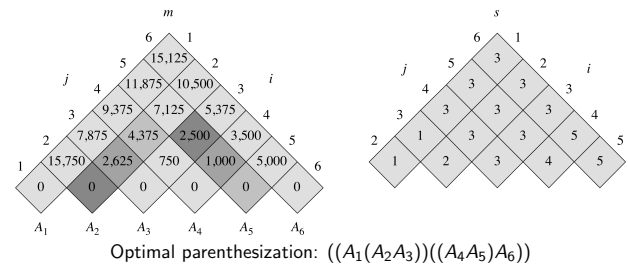 m s
6 1 6 1
15,125 3
5 2 5 2
11,875 10,500 3 3
j 4 3 i j 4 3 i
9,375 7,125 5,375 3 3 3
3 4 3 4
7,875 4,375 2,500 3,500 1 3 3 5
2 5 2 5
15,750 2,625 750 1,000 5,000 1 2 3 4 5
1 6
0 0 0 0 0 0
A1 A2 A3 A4 A5 A6
Optimal parenthesization: ((A1(A2A3))((A4A5)A6))